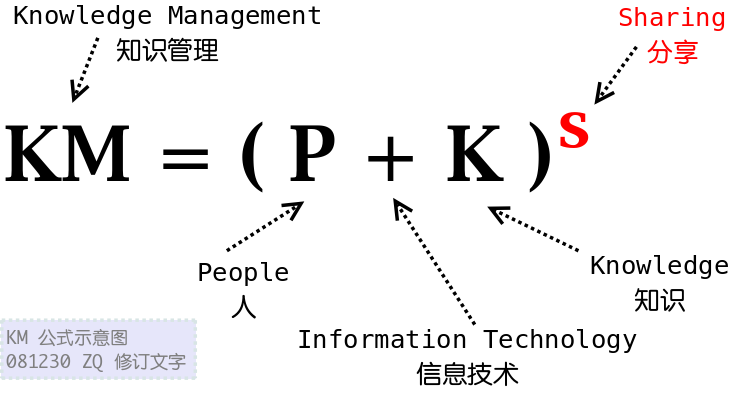 Knowledge Management
知识管理
Sharing
分享
KM = ( P + K )S
People
人
Knowledge
知识
Information Technology
信息技术
KM 公式示意图
081230 ZQ 修订文字